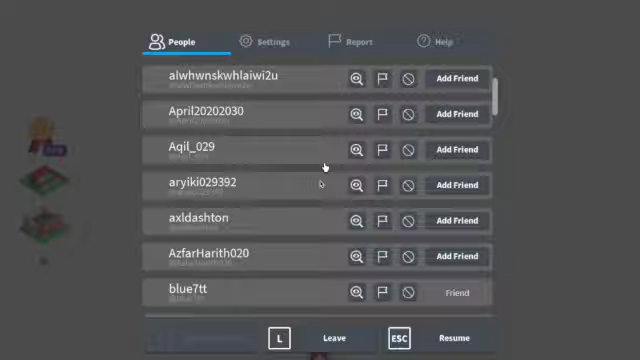 People Settings Report Help
alwhwnskwhlaiwi2u Add Friend
April20202030 Add Friend
Aqil_029 Add Friend
aryiki029392 Add Friend
axldashton Add Friend
AzfarHarith020 Add Friend
blue7tt Friend
L Leave ESC Resume